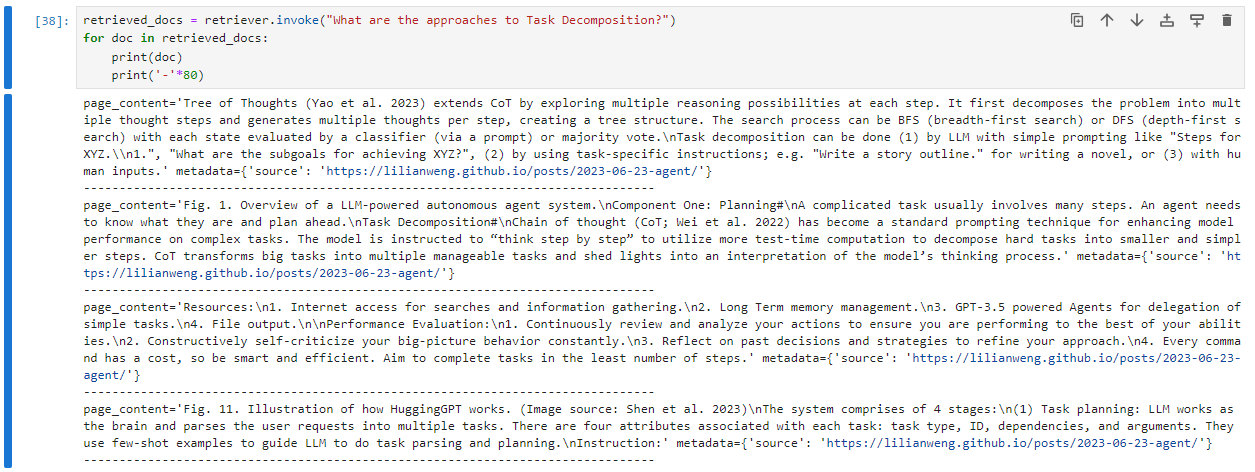 [38]: retrieved_docs = retriever.invoke("What are the approaches to Task Decomposition?")
for doc in retrieved_docs:
    print(doc)
    print('-'*80)
page_content='Tree of Thoughts (Yao et al. 2023) extends CoT by exploring multiple reasoning possibilities at each step. It first decomposes the problem into mult
iple thought steps and generates multiple thoughts per step, creating a tree structure. The search process can be BFS (breadth-first search) or DFS (depth-first s
earch) with each state evaluated by a classifier (via a prompt) or majority vote.\nTask decomposition can be done (1) by LLM with simple prompting like "Steps for
XYZ.\\n1.", "What are the subgoals for achieving XYZ?", (2) by using task-specific instructions; e.g. "Write a story outline." for writing a novel, or (3) with hu
man inputs.' metadata={'source': 'https://lilianweng.github.io/posts/2023-06-23-agent/'}
--------------------------------------------------------------------------------
page_content='Fig. 1. Overview of a LLM-powered autonomous agent system.\nComponent One: Planning#\nA complicated task usually involves many steps. An agent needs
to know what they are and plan ahead.\nTask Decomposition#\nChain of thought (CoT; Wei et al. 2022) has become a standard prompting technique for enhancing model
performance on complex tasks. The model is instructed to “think step by step” to utilize more test-time computation to decompose hard tasks into smaller and simpl
er steps. CoT transforms big tasks into multiple manageable tasks and shed lights into an interpretation of the model’s thinking process.' metadata={'source': 'ht
tps://lilianweng.github.io/posts/2023-06-23-agent/'}
--------------------------------------------------------------------------------
page_content='Resources:\n1. Internet access for searches and information gathering.\n2. Long Term memory management.\n3. GPT-3.5 powered Agents for delegation of
simple tasks.\n4. File output.\n\nPerformance Evaluation:\n1. Continuously review and analyze your actions to ensure you are performing to the best of your abilit
ies.\n2. Constructively self-criticize your big-picture behavior constantly.\n3. Reflect on past decisions and strategies to refine your approach.\n4. Every comma
nd has a cost, so be smart and efficient. Aim to complete tasks in the least number of steps.' metadata={'source': 'https://lilianweng.github.io/posts/2023-06-23-
agent/'}
--------------------------------------------------------------------------------
page_content='Fig. 11. Illustration of how HuggingGPT works. (Image source: Shen et al. 2023)\nThe system comprises of 4 stages:\n(1) Task planning: LLM works as
the brain and parses the user requests into multiple tasks. There are four attributes associated with each task: task type, ID, dependencies, and arguments. They
use few-shot examples to guide LLM to do task parsing and planning.\nInstruction:' metadata={'source': 'https://lilianweng.github.io/posts/2023-06-23-agent/'}
--------------------------------------------------------------------------------